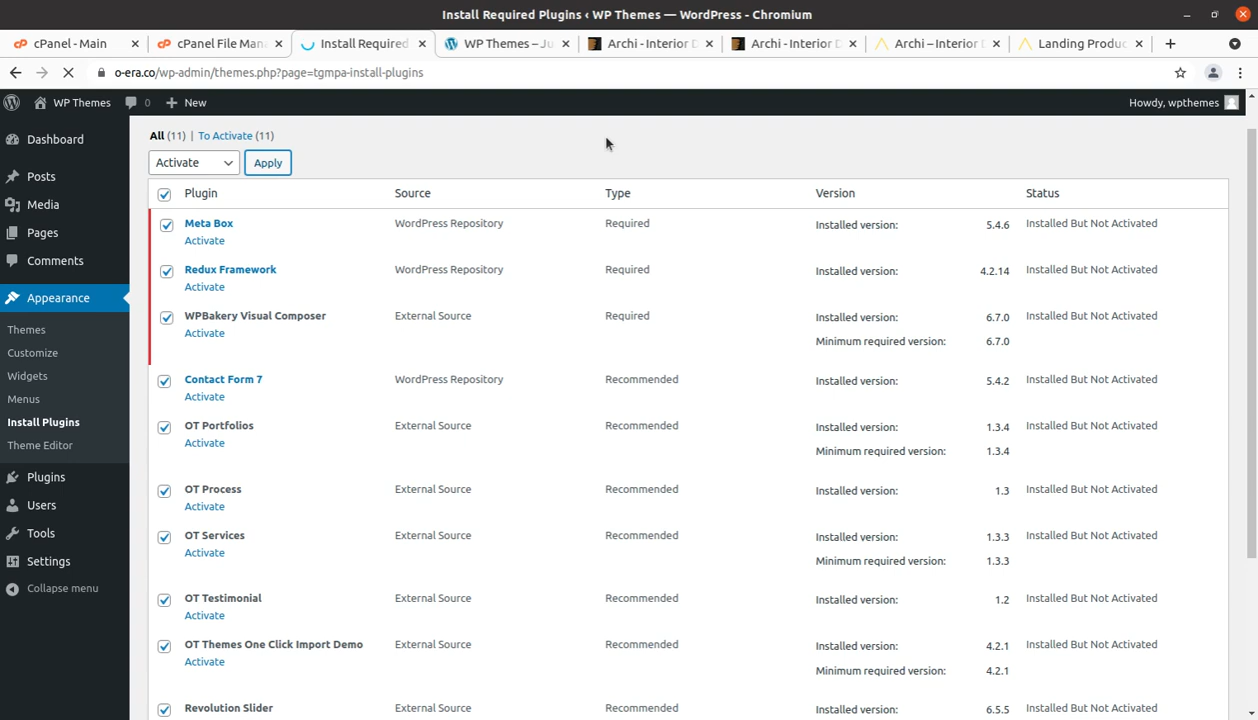 Install Required Plugins ‹ WP Themes — WordPress - Chromium
cPanel - Main
cPanel File Mana
Install Required
WP Themes – Ju
Archi - Interior D
Archi - Interior D
Archi – Interior D
Landing Produc
o-era.co/wp-admin/themes.php?page=tgmpa-install-plugins
WP Themes 0 New Howdy, wpthemes
Dashboard
Posts
Media
Pages
Comments
Appearance
Themes
Customize
Widgets
Menus
Install Plugins
Theme Editor
Plugins
Users
Tools
Settings
Collapse menu
All (11) | To Activate (11)
Activate Apply
Plugin Source Type Version Status
Meta Box WordPress Repository Required Installed version: 5.4.6 Installed But Not Activated
Activate
Redux Framework WordPress Repository Required Installed version: 4.2.14 Installed But Not Activated
Activate
WPBakery Visual Composer External Source Required Installed version: 6.7.0 Installed But Not Activated
Activate Minimum required version: 6.7.0
Contact Form 7 WordPress Repository Recommended Installed version: 5.4.2 Installed But Not Activated
Activate
OT Portfolios External Source Recommended Installed version: 1.3.4 Installed But Not Activated
Activate Minimum required version: 1.3.4
OT Process External Source Recommended Installed version: 1.3 Installed But Not Activated
Activate
OT Services External Source Recommended Installed version: 1.3.3 Installed But Not Activated
Activate Minimum required version: 1.3.3
OT Testimonial External Source Recommended Installed version: 1.2 Installed But Not Activated
Activate
OT Themes One Click Import Demo External Source Recommended Installed version: 4.2.1 Installed But Not Activated
Activate Minimum required version: 4.2.1
Revolution Slider External Source Recommended Installed version: 6.5.5 Installed But Not Activated